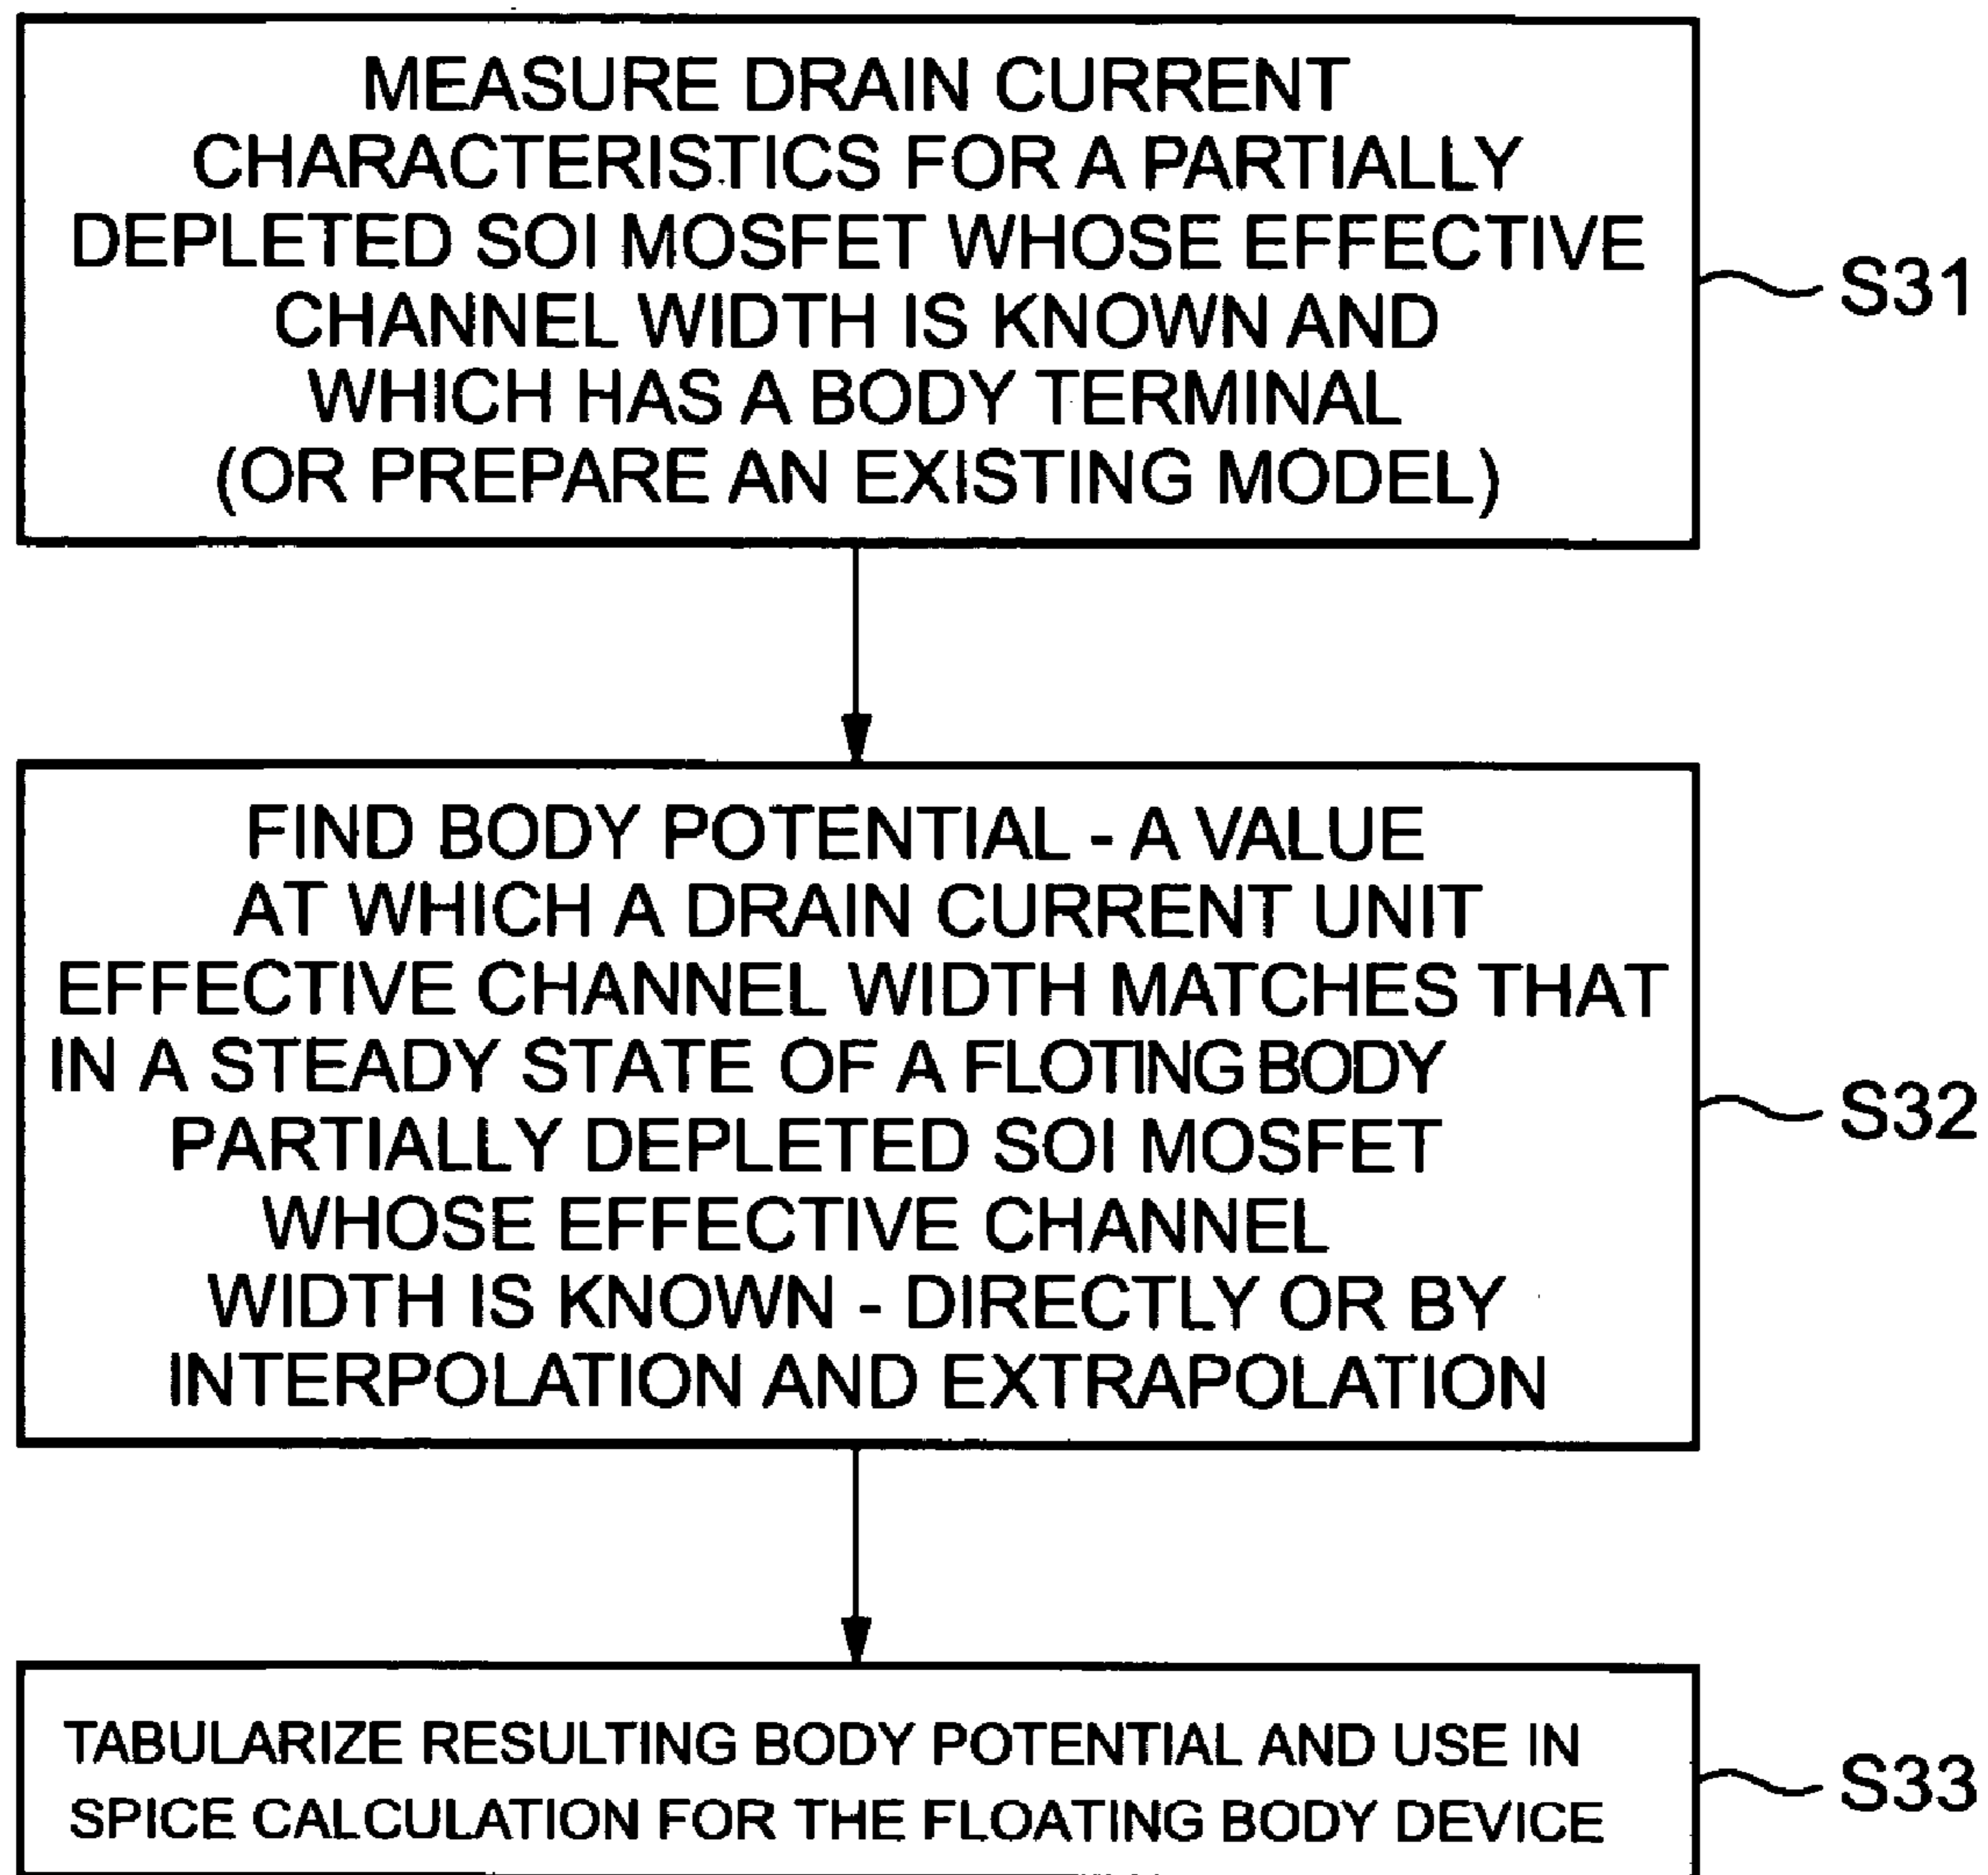 MEASURE DRAIN CURRENT
CHARACTERISTICS FOR A PARTIALLY
DEPLETED SOI MOSFET WHOSE EFFECTIVE
CHANNEL WIDTH IS KNOWN AND
WHICH HAS A BODY TERMINAL
(OR PREPARE AN EXISTING MODEL)
S31
FIND BODY POTENTIAL - A VALUE
AT WHICH A DRAIN CURRENT UNIT
EFFECTIVE CHANNEL WIDTH MATCHES THAT
IN A STEADY STATE OF A FLOTING BODY
PARTIALLY DEPLETED SOI MOSFET
WHOSE EFFECTIVE CHANNEL
WIDTH IS KNOWN - DIRECTLY OR BY
INTERPOLATION AND EXTRAPOLATION
S32
TABULARIZE RESULTING BODY POTENTIAL AND USE IN
SPICE CALCULATION FOR THE FLOATING BODY DEVICE
S33